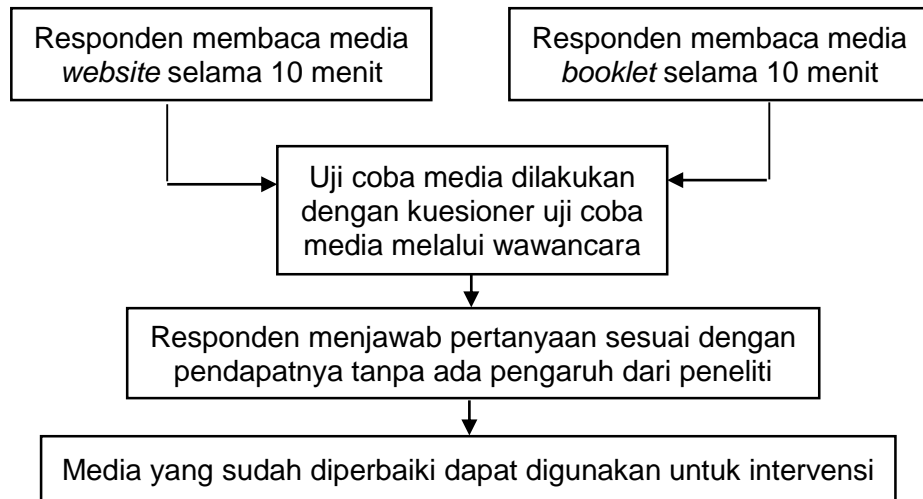 Responden membaca media
website selama 10 menit
Responden membaca media
booklet selama 10 menit
Uji coba media dilakukan
dengan kuesioner uji coba
media melalui wawancara
Responden menjawab pertanyaan sesuai dengan
pendapatnya tanpa ada pengaruh dari peneliti
Media yang sudah diperbaiki dapat digunakan untuk intervensi